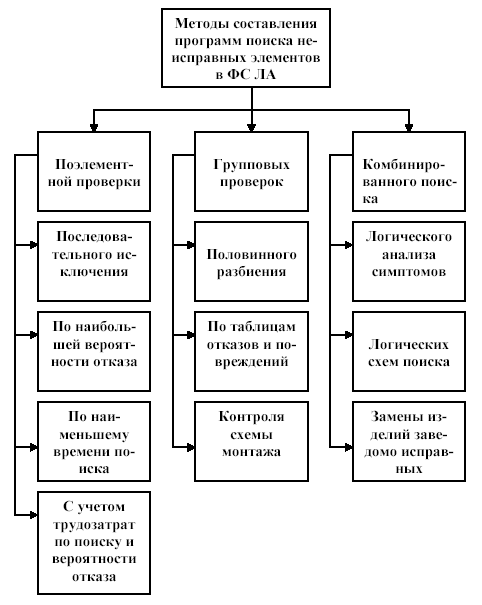 Методы составления
программ поиска не-
исправных элементов
в ФС ЛА
Поэлемент-
ной проверки
Последова-
тельного ис-
ключения
По наиболь-
шей вероят-
ности отказа
По наи-
меньшему
времени по-
иска
С учетом
трудозатрат
по поиску и
вероятности
отказа
Групповых
проверок
Половинного
разбиения
По таблицам
отказов и по-
вреждений
Контроля
схемы
монтажа
Комбиниро-
ванного поис-
ка
Логического
анализа
симптомов
Логических
схем поиска
Замены из-
делий заве-
домо исправ-
ных